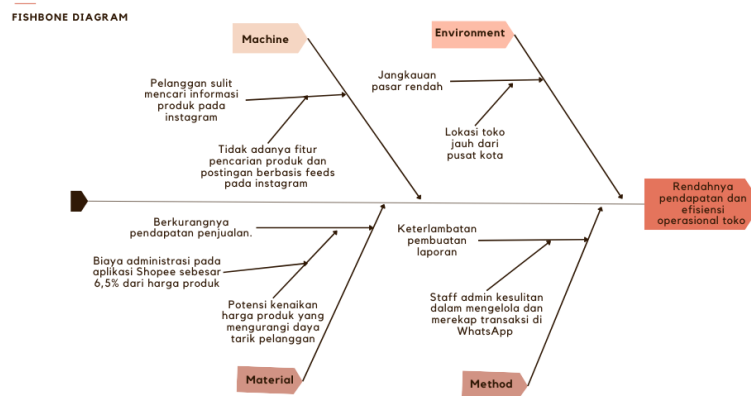 FISHBONE DIAGRAM
Machine
Environment
Pelanggan sulit
mencari informasi
produk pada
instagram
Tidak adanya fitur
pencarian produk dan
postingan berbasis feeds
pada instagram
Jangkauan
pasar rendah
Lokasi toko
jauh dari
pusat kota
Rendahnya
pendapatan dan
efisiensi
operasional toko
Berkurangnya
pendapatan penjualan.
Biaya administrasi pada
aplikasi Shopee sebesar
6,5% dari harga produk
Potensi kenaikan
harga produk yang
mengurangi daya
tarik pelanggan
Keterlambatan
pembuatan
laporan
Staff admin kesulitan
dalam mengelola dan
merekap transaksi di
WhatsApp
Material
Method